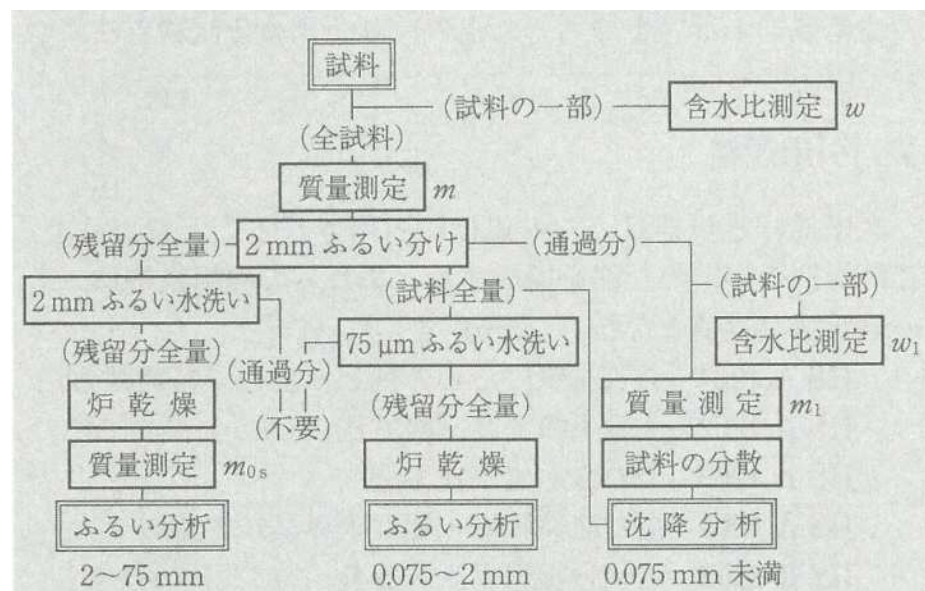 試料
(試料の一部) 含水比測定 w
(全試料)
質量測定 m
(残留分全量) 2 mm ふるい分け (通過分)
2 mm ふるい水洗い (試料全量) (試料の一部)
(残留分全量) 75 μm ふるい水洗い 含水比測定 w₁
(通過分)
炉乾燥 (不要) (残留分全量) 質量測定 m₁
質量測定 m₀ₛ 炉乾燥 試料の分散
ふるい分析 ふるい分析 沈降分析
2〜75 mm 0.075〜2 mm 0.075 mm 未満